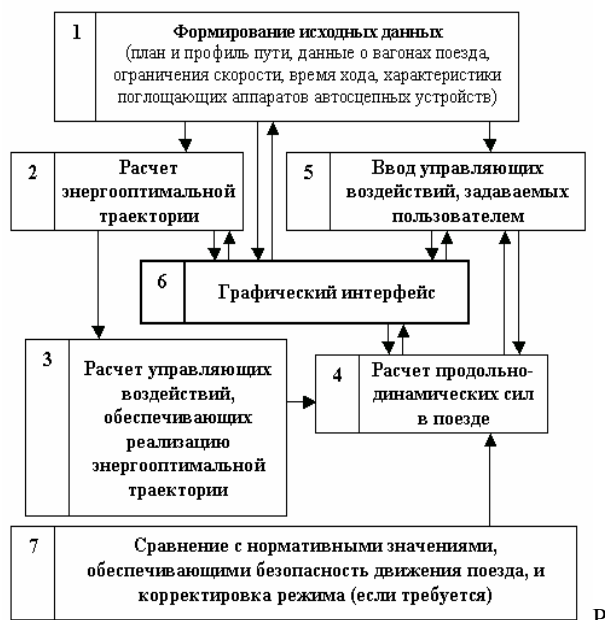 1
Формирование исходных данных
(план и профиль пути, данные о вагонах поезда,
ограничения скорости, время хода, характеристики
поглощающих аппаратов автосцепных устройств)
2
Расчет
энергооптимальной
траектории
5
Ввод управляющих
воздействий, задаваемых
пользователем
6
Графический интерфейс
3
Расчет управляющих
воздействий,
обеспечивающих
реализацию
энергооптимальной
траектории
4
Расчет продольно-
динамических сил
в поезде
7
Сравнение с нормативными значениями,
обеспечивающими безопасность движения поезда, и
корректировка режима (если требуется)
Р